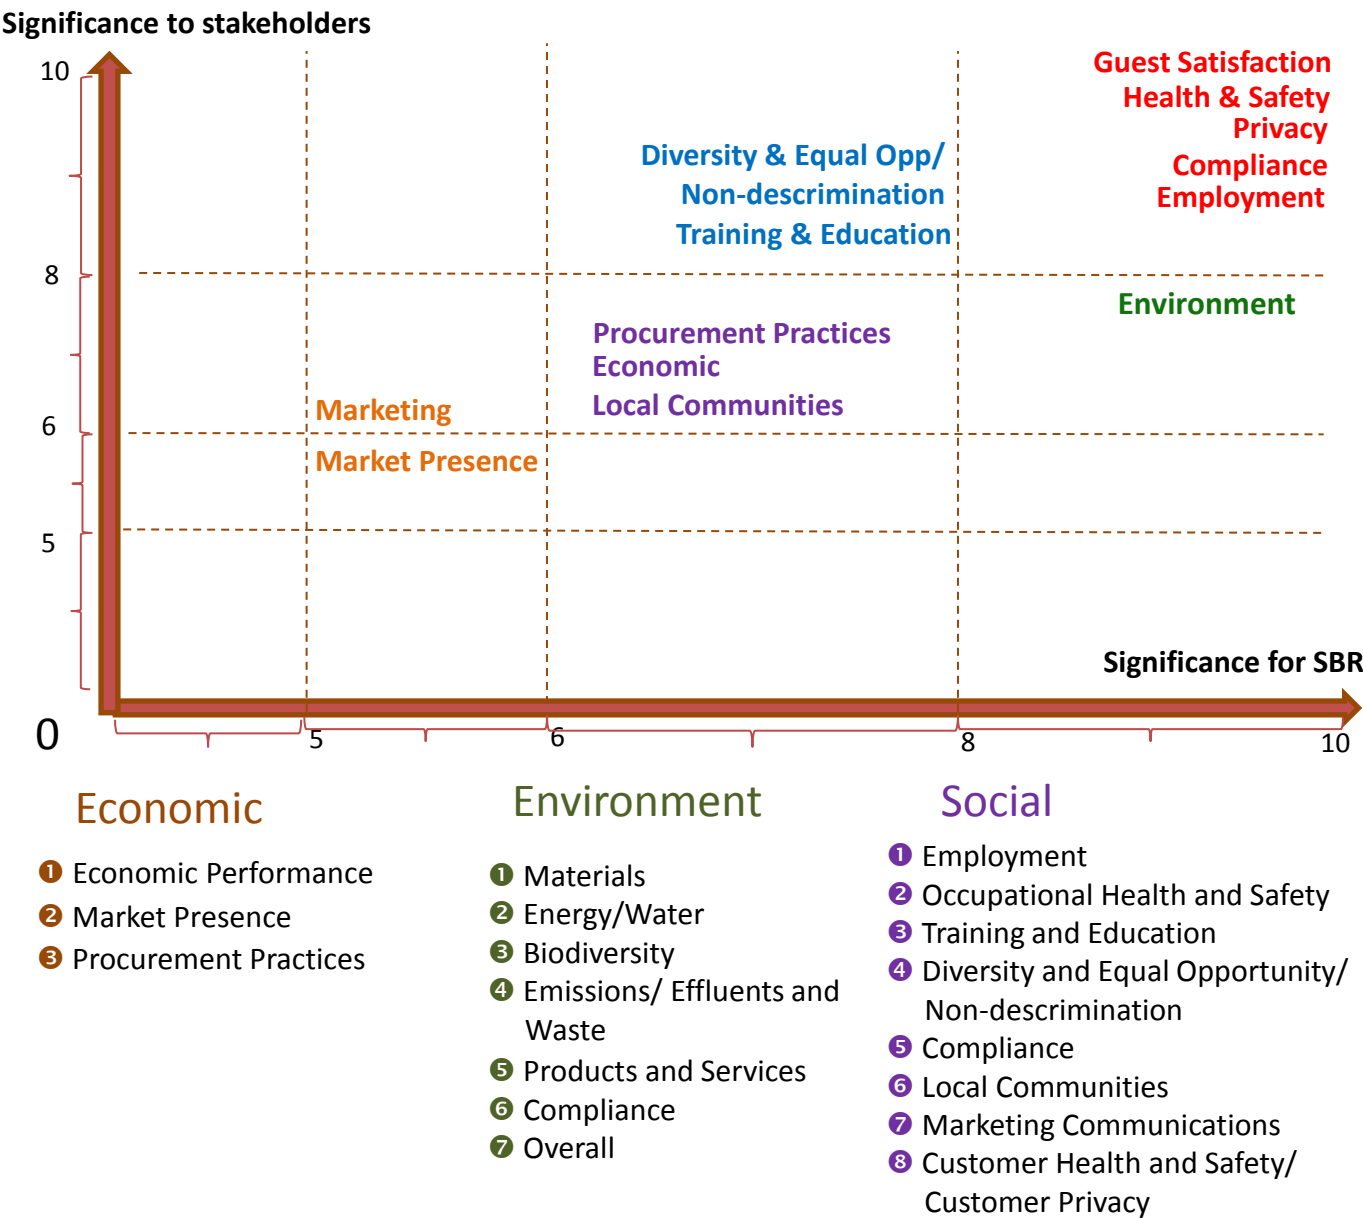 Significance to stakeholders
10
Guest Satisfaction
Health & Safety
Privacy
Compliance
Employment
Diversity & Equal Opp/
Non-descrimination
Training & Education
8
Environment
Procurement Practices
Economic
Local Communities
Marketing
6
Market Presence
5
Significance for SBR
0
5
6
8
10
Economic
❶ Economic Performance
❷ Market Presence
❸ Procurement Practices
Environment
❶ Materials
❷ Energy/Water
❸ Biodiversity
❹ Emissions/ Effluents and
Waste
❺ Products and Services
❻ Compliance
❼ Overall
Social
❶ Employment
❷ Occupational Health and Safety
❸ Training and Education
❹ Diversity and Equal Opportunity/
Non-descrimination
❺ Compliance
❻ Local Communities
❼ Marketing Communications
❽ Customer Health and Safety/
Customer Privacy